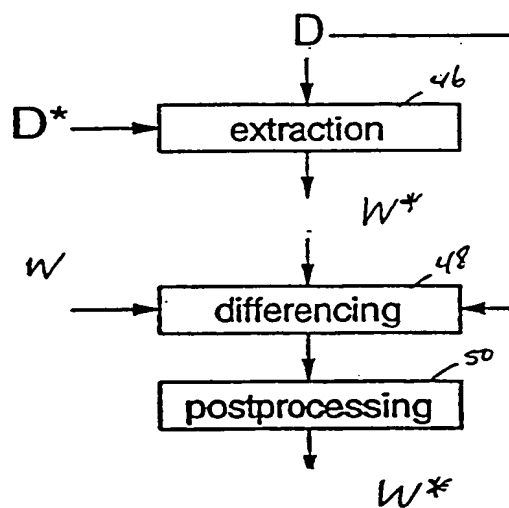 D
46
D* extraction
W*
W 48
differencing
50
postprocessing
W*